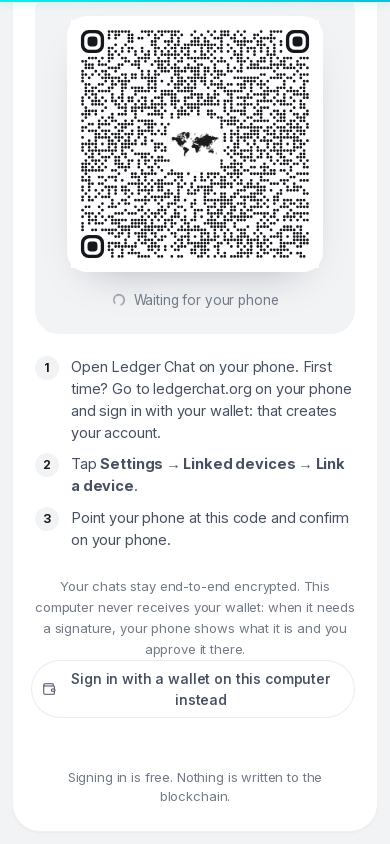 Waiting for your phone
1 Open Ledger Chat on your phone. First
time? Go to ledgerchat.org on your phone
and sign in with your wallet: that creates
your account.
2 Tap Settings → Linked devices → Link
a device.
3 Point your phone at this code and confirm
on your phone.
Your chats stay end-to-end encrypted. This
computer never receives your wallet: when it needs
a signature, your phone shows what it is and you
approve it there.
Sign in with a wallet on this computer
instead
Signing in is free. Nothing is written to the
blockchain.